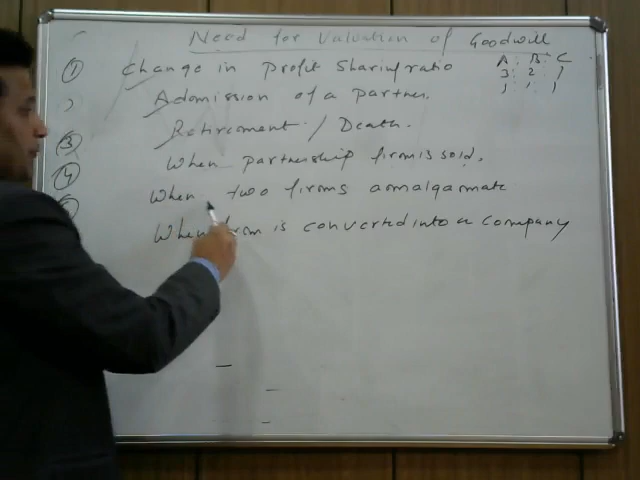 Need for Valuation of Goodwill
① Change in Profit Sharing ratio A : B : C
3 : 2 : 1
Admission of a partner. 1 : 1 : 1
③ Retirement / Death.
④ When partnership firm is sold.
When two firms amalgamate
When firm is converted into a Company